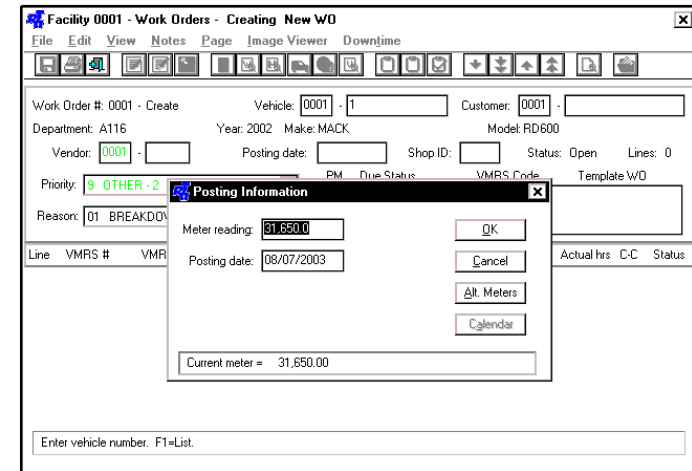 Facility 0001 - Work Orders - Creating New WO
File Edit View Notes Page Image Viewer Downtime
Work Order #: 0001 - Create Vehicle: 0001 - 1 Customer: 0001 -
Department: A116 Year: 2002 Make: MACK Model: RD600
Vendor: 0001 - Posting date: Shop ID: Status: Open Lines: 0
Priority: 9 OTHER - 2 PM Due Status VMRS Code Template WO
Reason: 01 BREAKDOW
Line VMRS # VMR Actual hrs C-C Status
Posting Information
Meter reading: 31,650.0 OK
Posting date: 08/07/2003 Cancel
Alt. Meters
Calendar
Current meter = 31,650.00
Enter vehicle number. F1=List.